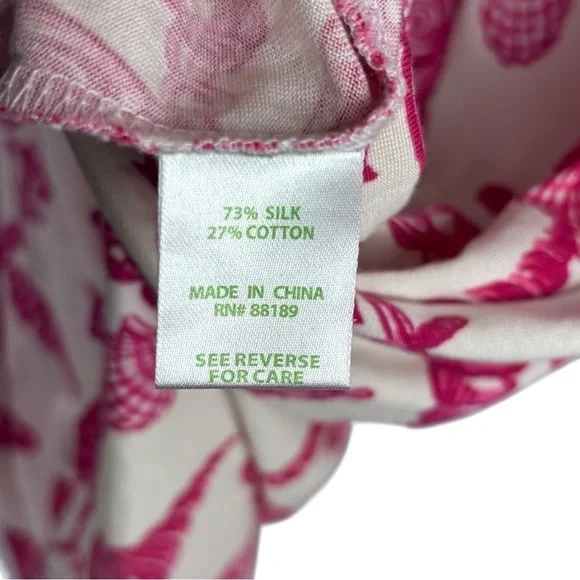 73% SILK
27% COTTON
MADE IN CHINA
RN# 88189
SEE REVERSE
FOR CARE